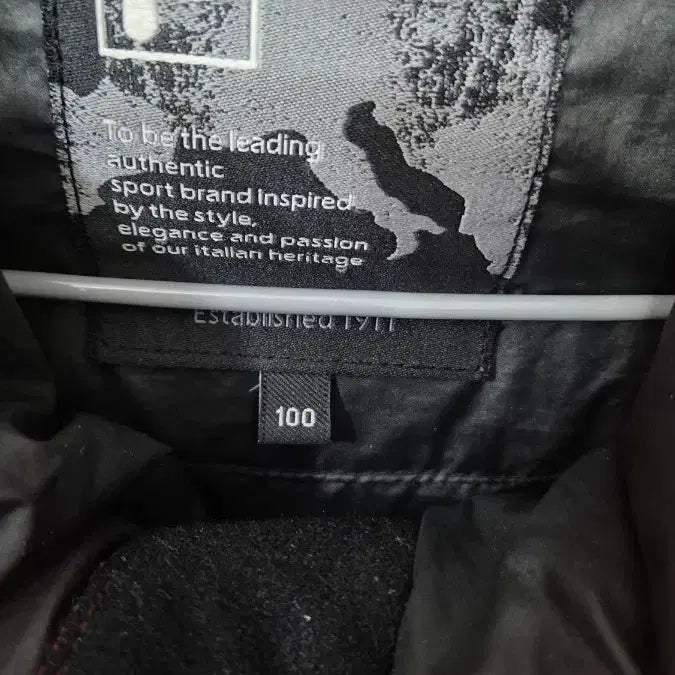 To be the leading
authentic
sport brand inspired
by the style,
elegance and passion
of our italian heritage
Established 1911
100